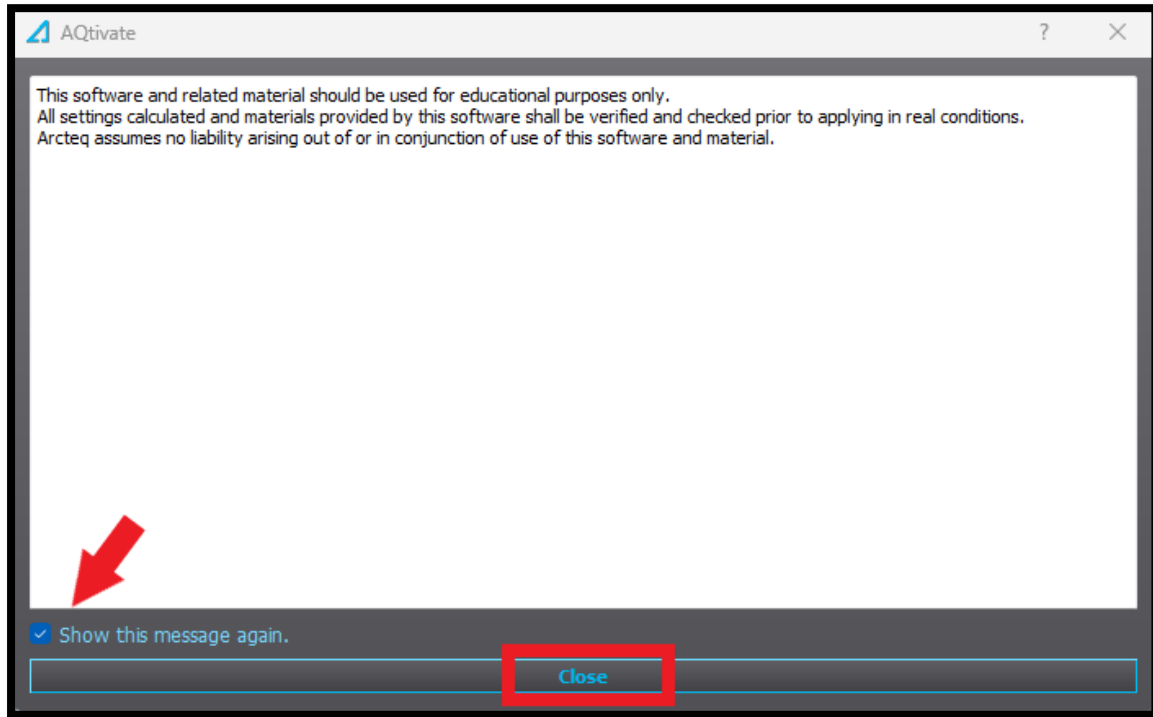 AQtivate
This software and related material should be used for educational purposes only.
All settings calculated and materials provided by this software shall be verified and checked prior to applying in real conditions.
Arcteq assumes no liability arising out of or in conjunction of use of this software and material.
Show this message again.
Close